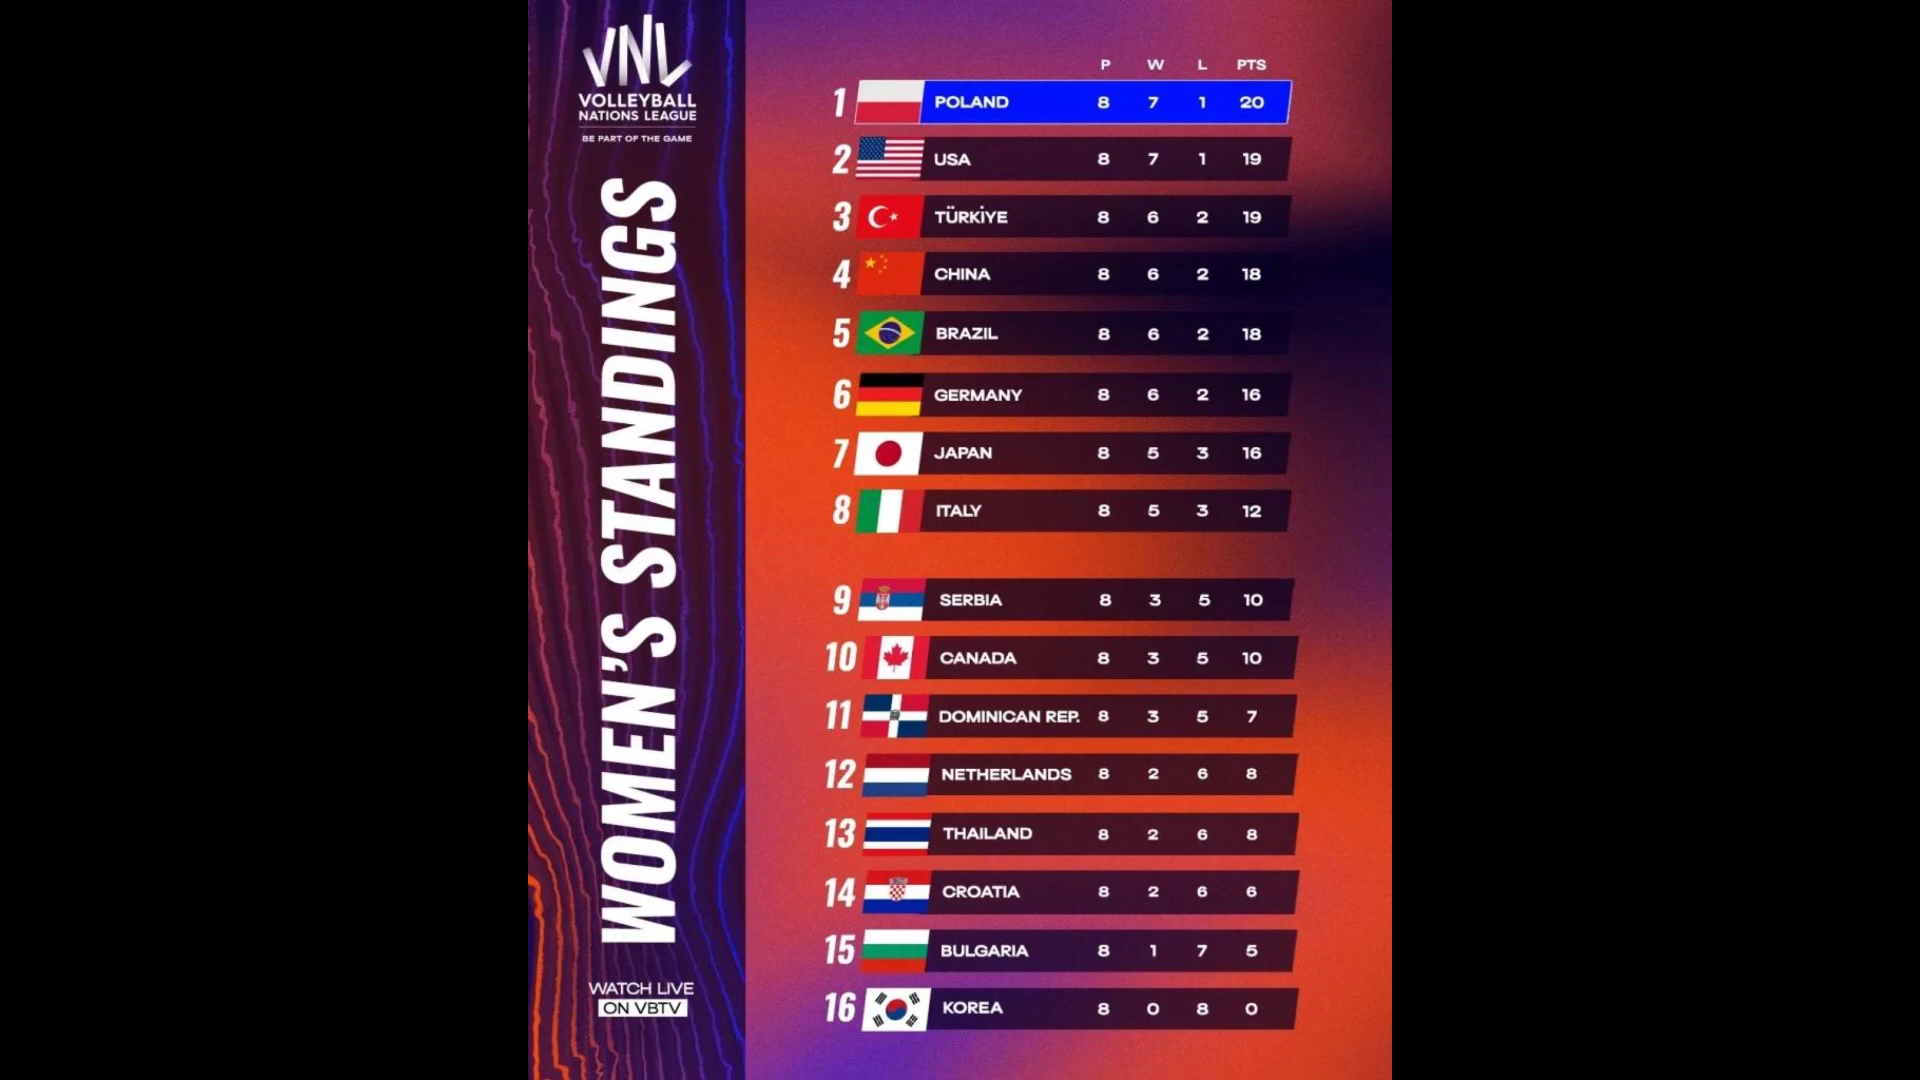 VNL
VOLLEYBALL
NATIONS LEAGUE
BE PART OF THE GAME
WOMEN'S STANDINGS
WATCH LIVE
ON VBTV
P W L PTS
1 POLAND 8 7 1 20
2 USA 8 7 1 19
3 TÜRKİYE 8 6 2 19
4 CHINA 8 6 2 18
5 BRAZIL 8 6 2 18
6 GERMANY 8 6 2 16
7 JAPAN 8 5 3 16
8 ITALY 8 5 3 12
9 SERBIA 8 3 5 10
10 CANADA 8 3 5 10
11 DOMINICAN REP. 8 3 5 7
12 NETHERLANDS 8 2 6 8
13 THAILAND 8 2 6 8
14 CROATIA 8 2 6 6
15 BULGARIA 8 1 7 5
16 KOREA 8 0 8 0